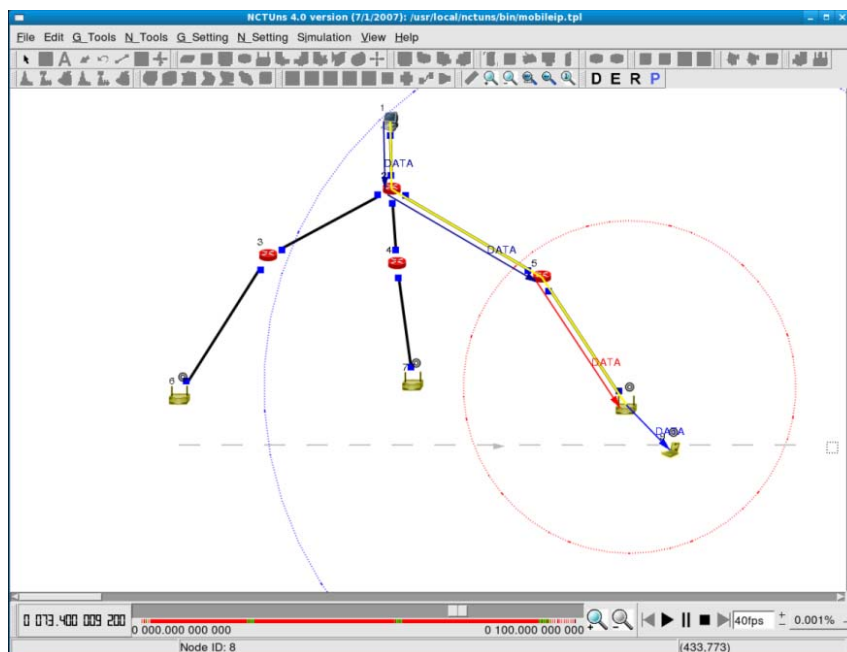 NCTUns 4.0 version (7/1/2007): /usr/local/nctuns/bin/mobileip.tpl
File Edit G_Tools N_Tools G_Setting N_Setting Simulation View Help
D E R P
1
DATA
2
3
4
DATA
5
DATA
6
7
DATA
0 073.400 009 200
0 000.000 000 000
0 100.000 000 000
40fps
0.001%
Node ID: 8
(433.773)